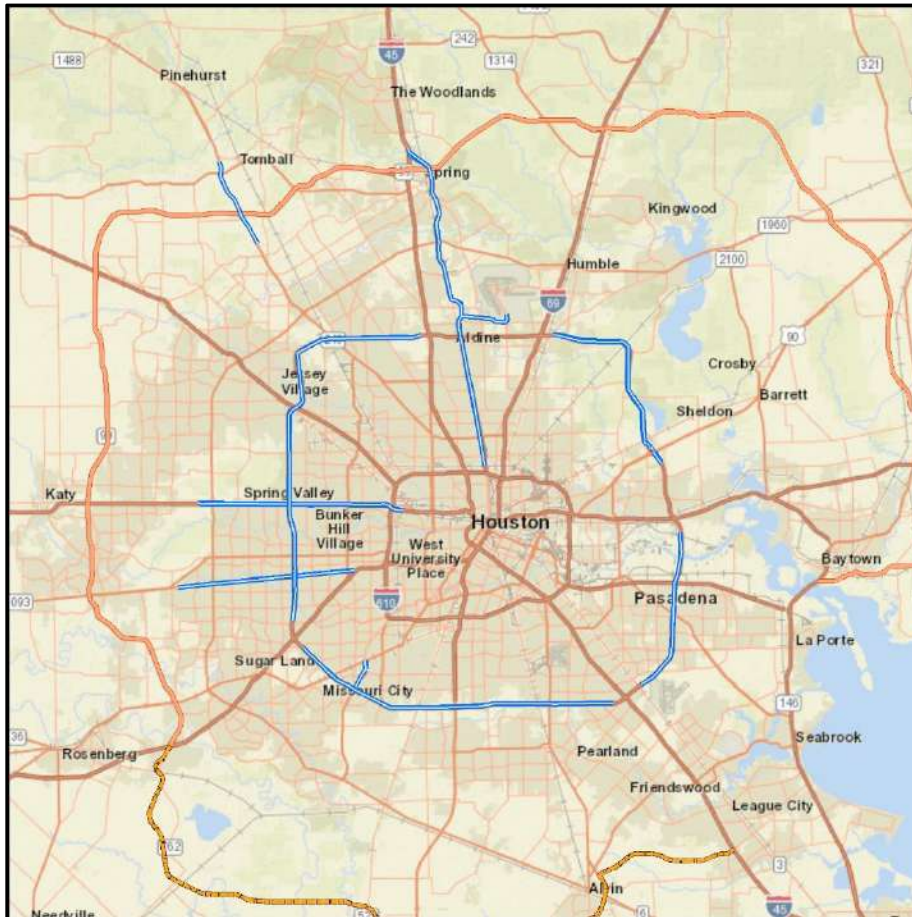 242
1488
45
1314
Pinehurst
321
The Woodlands
Tomball
99
Spring
Kingwood
1960
2100
Humble
69
90
Aldine
Crosby
Jersey
Village
Barrett
Sheldon
99
Katy
Spring Valley
Bunker
Hill
Village
Houston
West
University
Place
Baytown
093
610
Pasadena
La Porte
Sugar Land
Missouri City
146
36
Rosenberg
Seabrook
Pearland
Friendswood
League City
762
3
Alvin
45
6
Needville